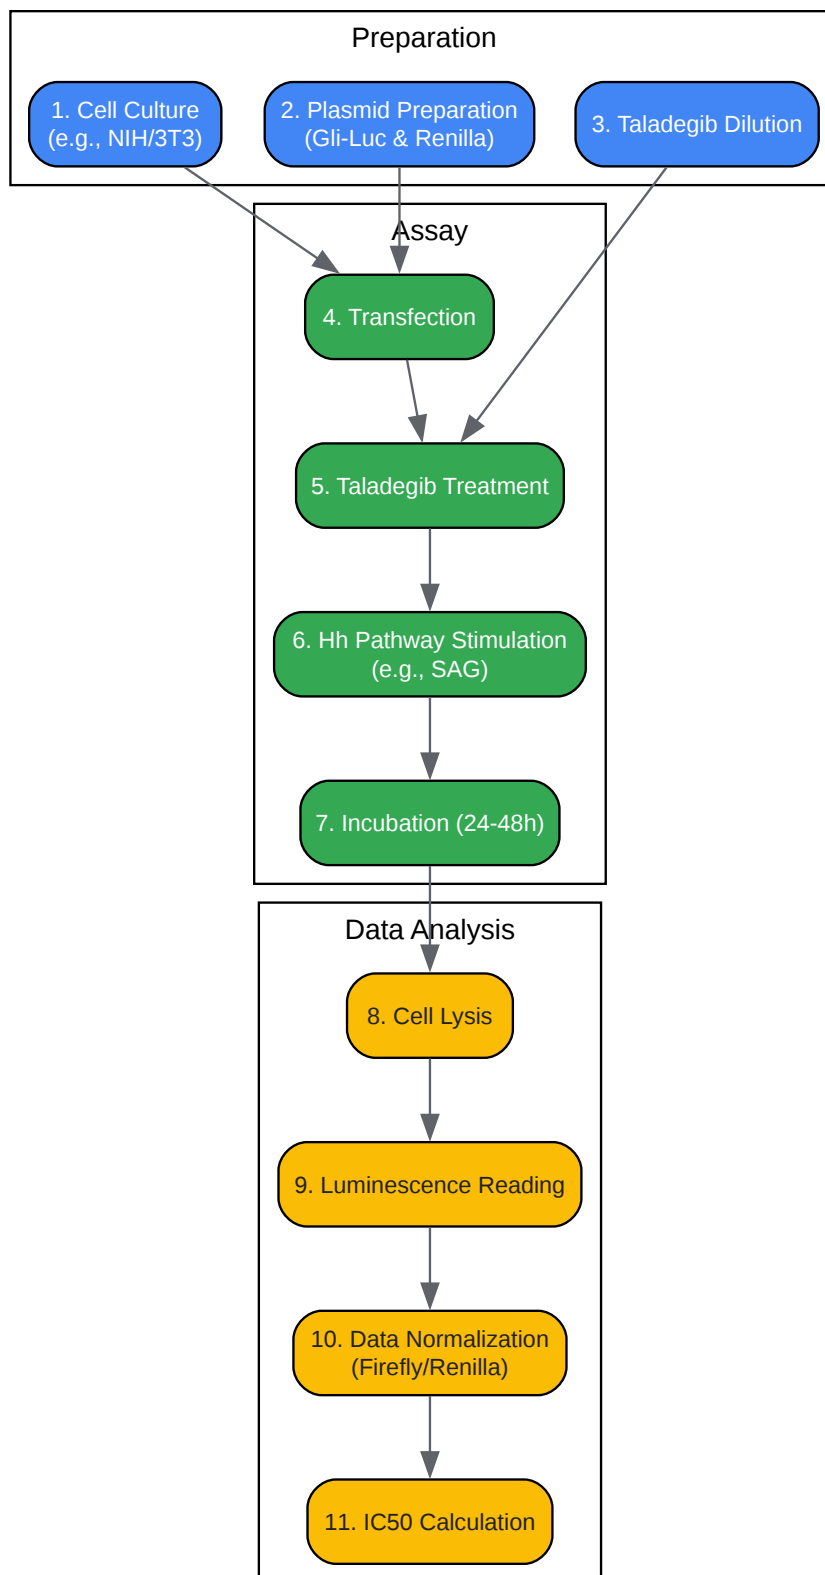 Preparation
1. Cell Culture
(e.g., NIH/3T3)
2. Plasmid Preparation
(Gli-Luc & Renilla)
3. Taladegib Dilution
Assay
4. Transfection
5. Taladegib Treatment
6. Hh Pathway Stimulation
(e.g., SAG)
7. Incubation (24-48h)
Data Analysis
8. Cell Lysis
9. Luminescence Reading
10. Data Normalization
(Firefly/Renilla)
11. IC50 Calculation